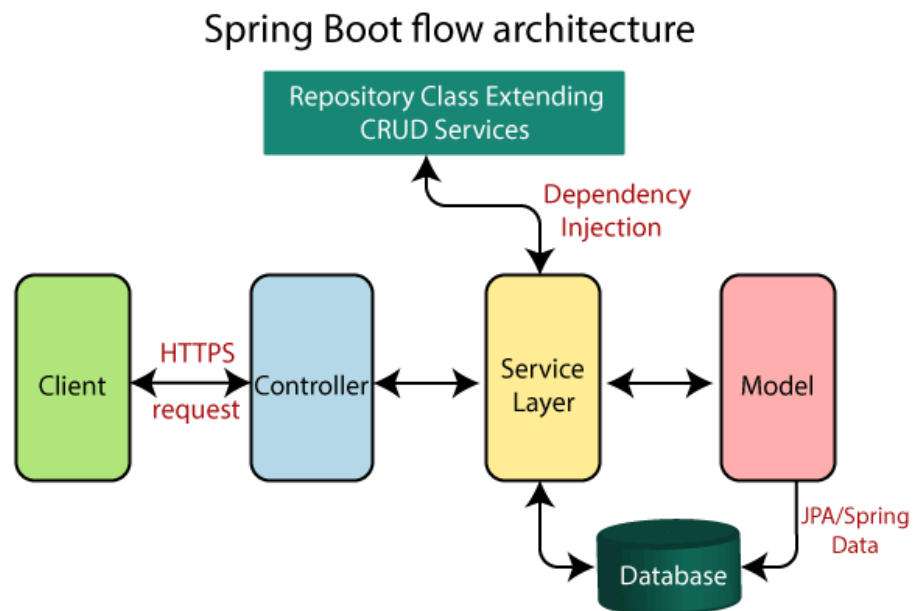 Spring Boot flow architecture
Repository Class Extending
CRUD Services
Dependency
Injection
HTTPS
request
Client
Controller
Service
Layer
Model
JPA/Spring
Data
Database